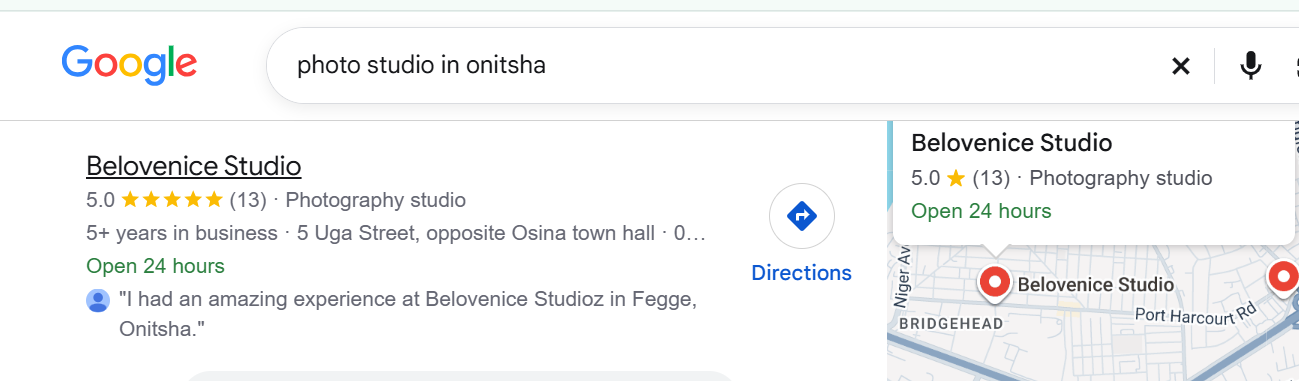 Google
photo studio in onitsha
Belovenice Studio
5.0 (13) · Photography studio
5+ years in business · 5 Uga Street, opposite Osina town hall · 0…
Open 24 hours
"I had an amazing experience at Belovenice Studioz in Fegge,
Onitsha."
Directions
Belovenice Studio
5.0 (13) · Photography studio
Open 24 hours
Niger Av
Belovenice Studio
Port Harcourt Rd
BRIDGEHEAD